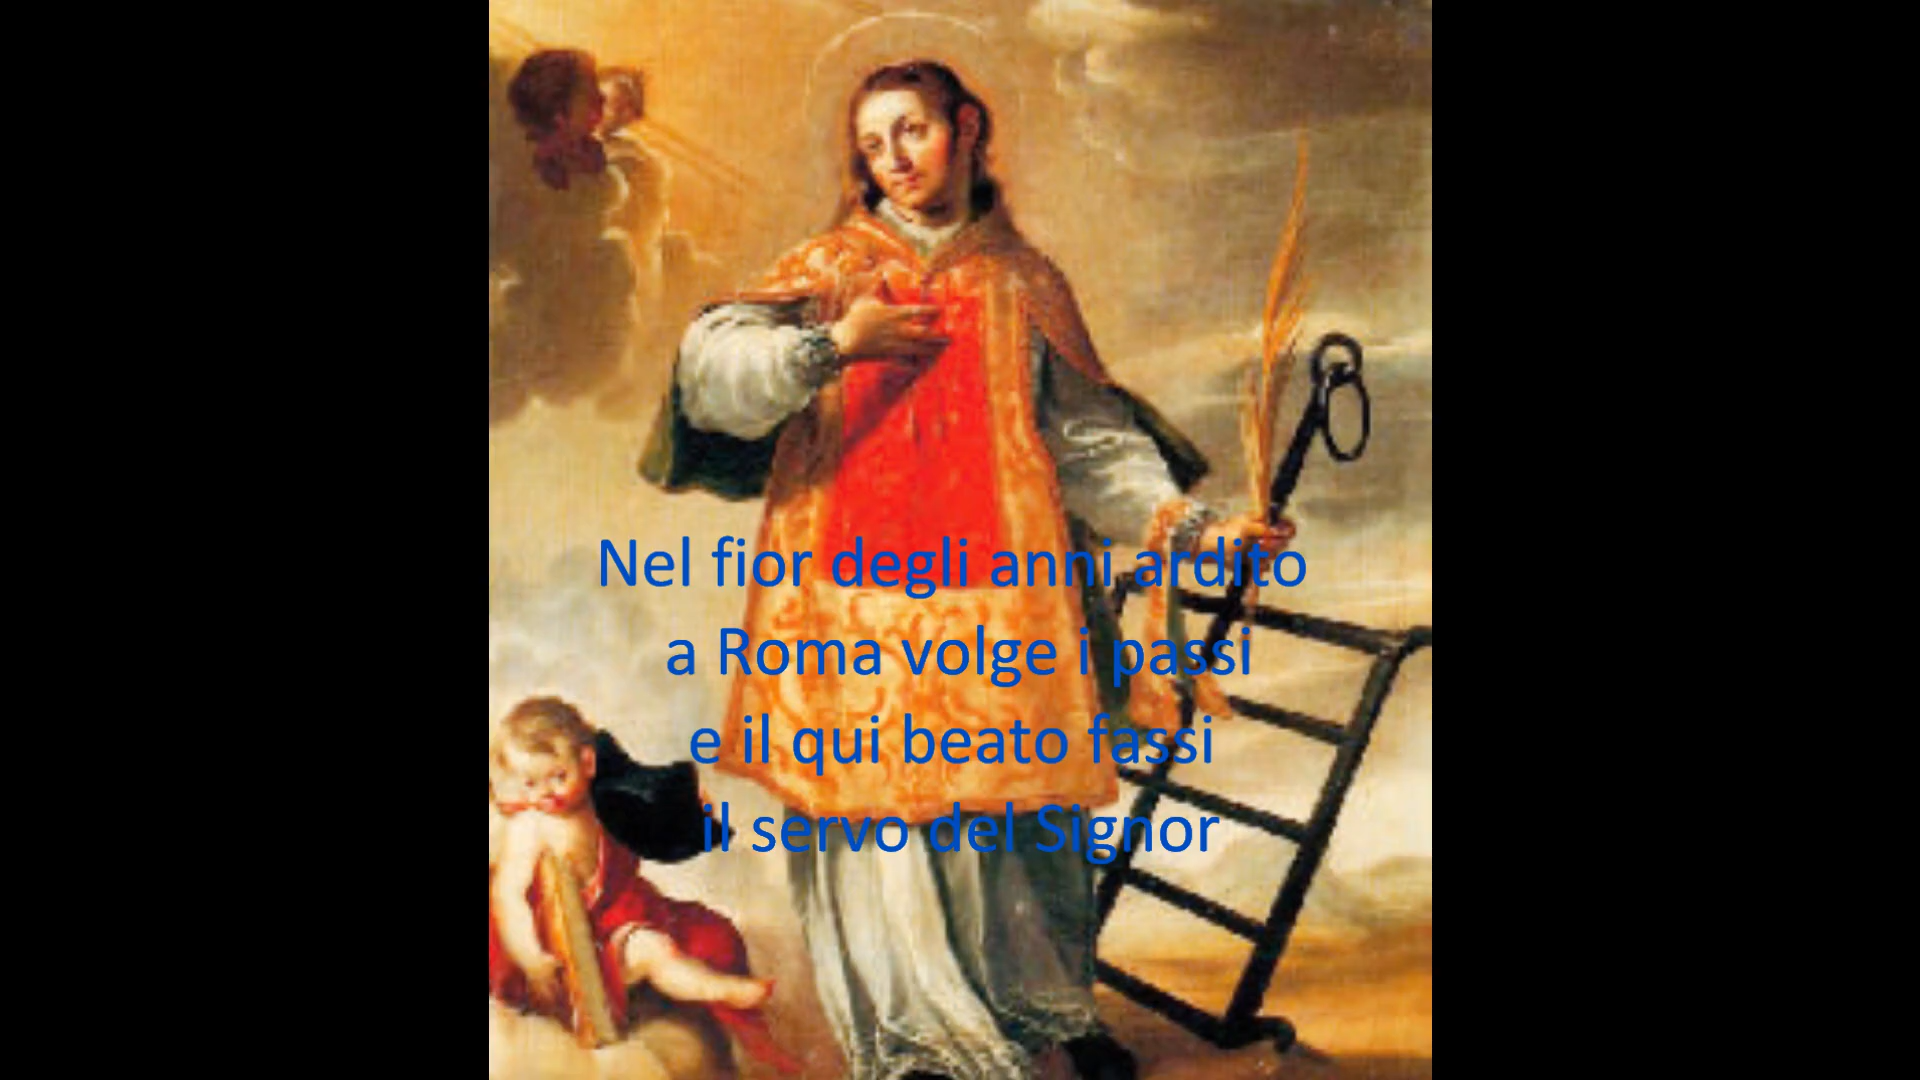 Nel fior degli anni ardito
a Roma volge i passi
e il qui beato fassi
il servo del Signor